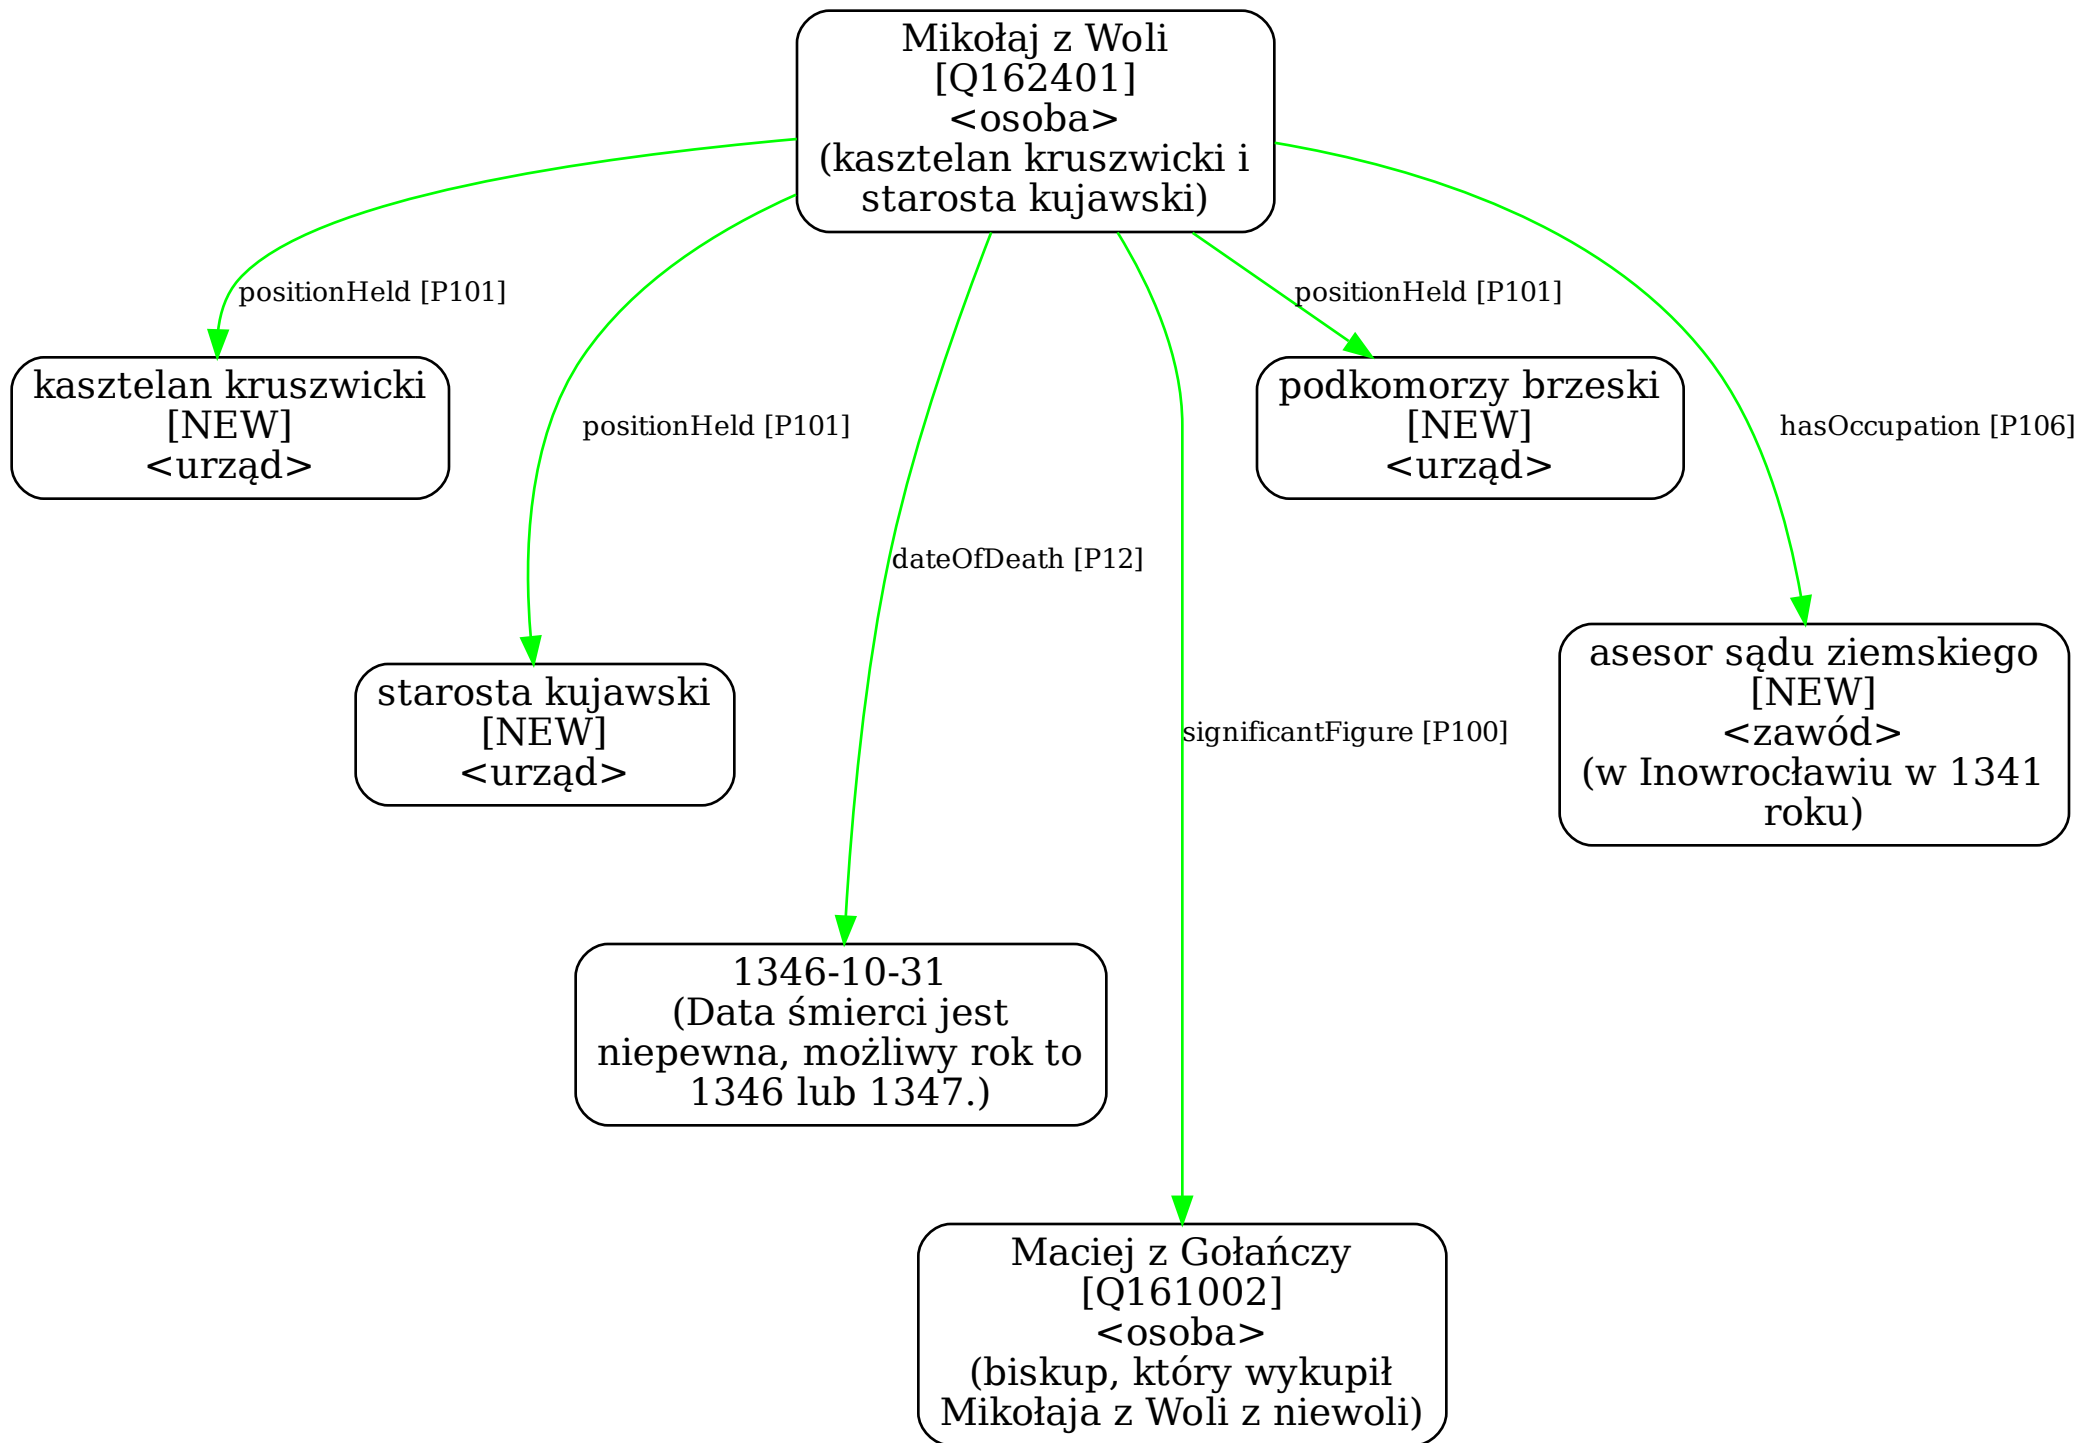 Mikołaj z Woli
[Q162401]
<osoba>
(kasztelan kruszwicki i
starosta kujawski)
positionHeld [P101]
positionHeld [P101]
kasztelan kruszwicki
[NEW]
<urząd>
positionHeld [P101]
podkomorzy brzeski
[NEW]
<urząd>
hasOccupation [P106]
dateOfDeath [P12]
starosta kujawski
[NEW]
<urząd>
significantFigure [P100]
asesor sądu ziemskiego
[NEW]
<zawód>
(w Inowrocławiu w 1341
roku)
1346-10-31
(Data śmierci jest
niepewna, możliwy rok to
1346 lub 1347.)
Maciej z Gołańczy
[Q161002]
<osoba>
(biskup, który wykupił
Mikołaja z Woli z niewoli)